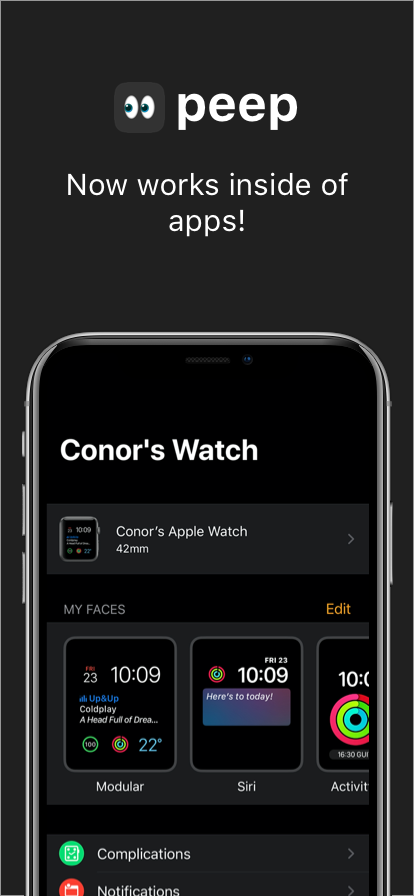 peep
Now works inside of
apps!
Conor's Watch
10:09
Conor's Apple Watch
42mm
MY FACES
Edit
FRI
23
10:09
Up&Up
Coldplay
A Head Full of Drea...
100
22°
Modular
FRI 23
10:09
Here's to today!
Siri
10:0
16:30 GUI
Activit
Complications
Notifications